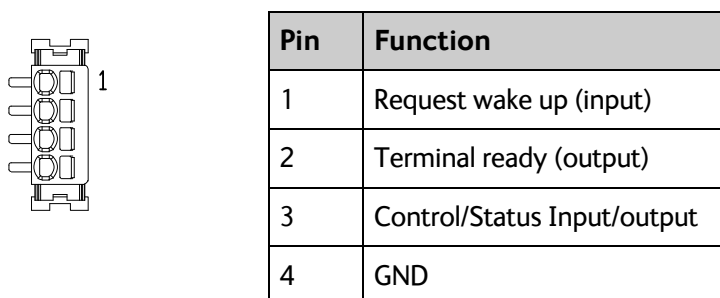 1
Pin Function
1 Request wake up (input)
2 Terminal ready (output)
3 Control/Status Input/output
4 GND